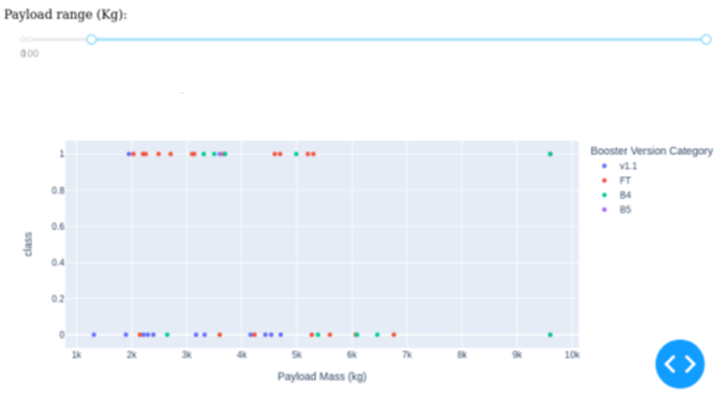 Payload range (Kg):
100
Booster Version Category
v1.1
FT
B4
B5
1
0.8
0.6
0.4
0.2
0
class
1k 2k 3k 4k 5k 6k 7k 8k 9k 10k
Payload Mass (kg)